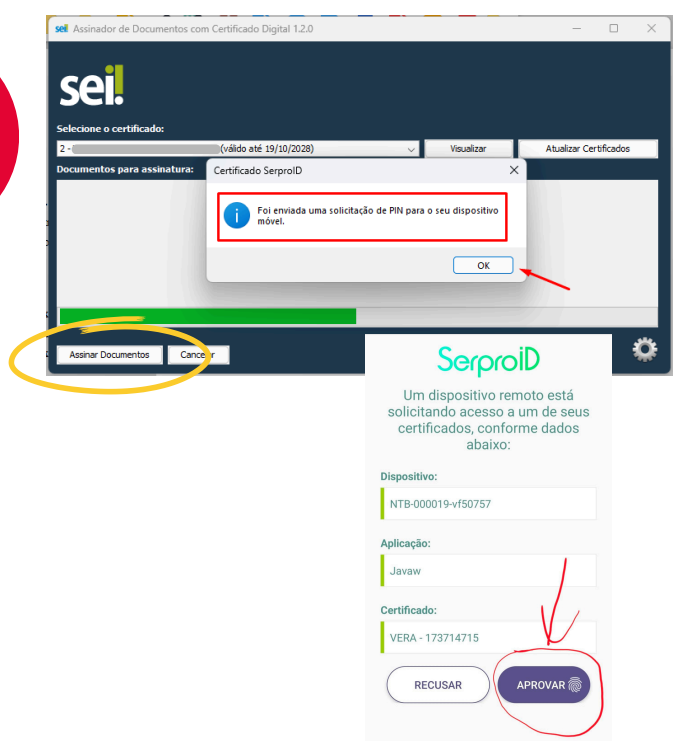 sei! Assinador de Documentos com Certificado Digital 1.2.0
sei!
Selecione o certificado:
2 - (válido até 19/10/2028)
Visualizar
Atualizar Certificados
Documentos para assinatura:
Certificado SerproID
Foi enviada uma solicitação de PIN para o seu dispositivo
móvel.
OK
Assinar Documentos
Cancelar
SerproID
Um dispositivo remoto está
solicitando acesso a um de seus
certificados, conforme dados
abaixo:
Dispositivo:
NTB-000019-vf50757
Aplicação:
Javaw
Certificado:
VERA - 173714715
RECUSAR
APROVAR